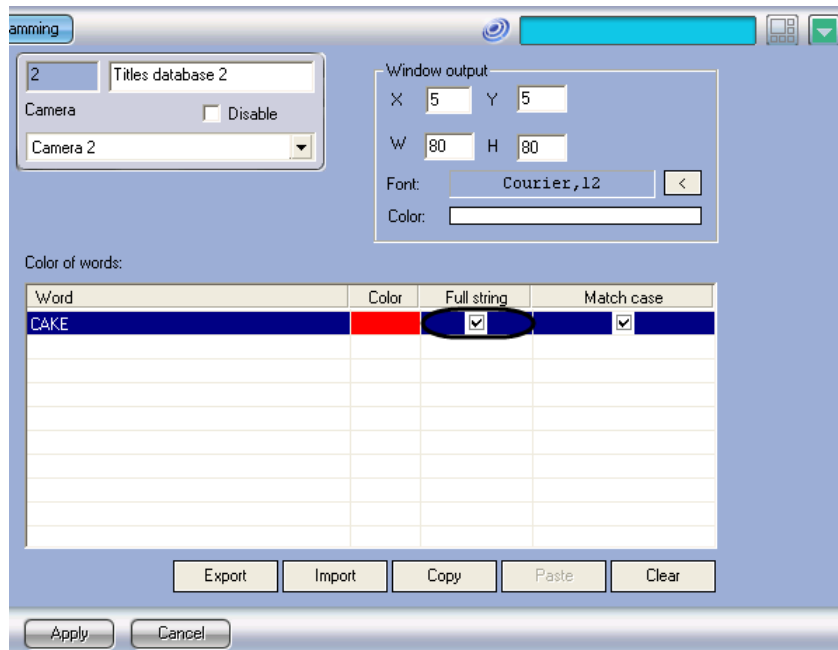 amming
2 Titles database 2
Camera Disable
Camera 2
Window output
X 5 Y 5
W 80 H 80
Font: Courier,12 <
Color:
Color of words:
Word Color Full string Match case
CAKE
Export Import Copy Paste Clear
Apply Cancel